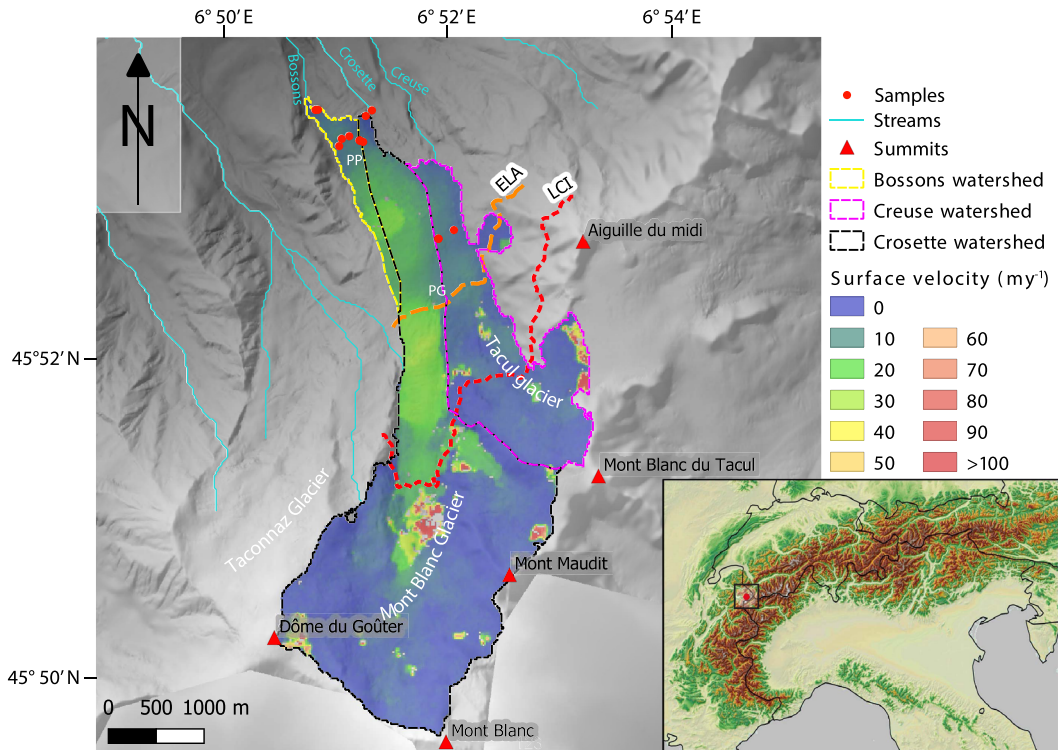 6° 50′ E
6° 52′ E
6° 54′ E
N
Bossons
Crosette
Creuse
PP
ELA
LCI
Aiguille du midi
PG
45°52′ N
Tacul glacier
Mont Blanc du Tacul
Taconnaz Glacier
Mont Blanc Glacier
Mont Maudit
Dôme du Goûter
45° 50′ N
0 500 1000 m
Mont Blanc
Samples
Streams
Summits
Bossons watershed
Creuse watershed
Crosette watershed
Surface velocity (my⁻¹)
0
10 60
20 70
30 80
40 90
50 >100